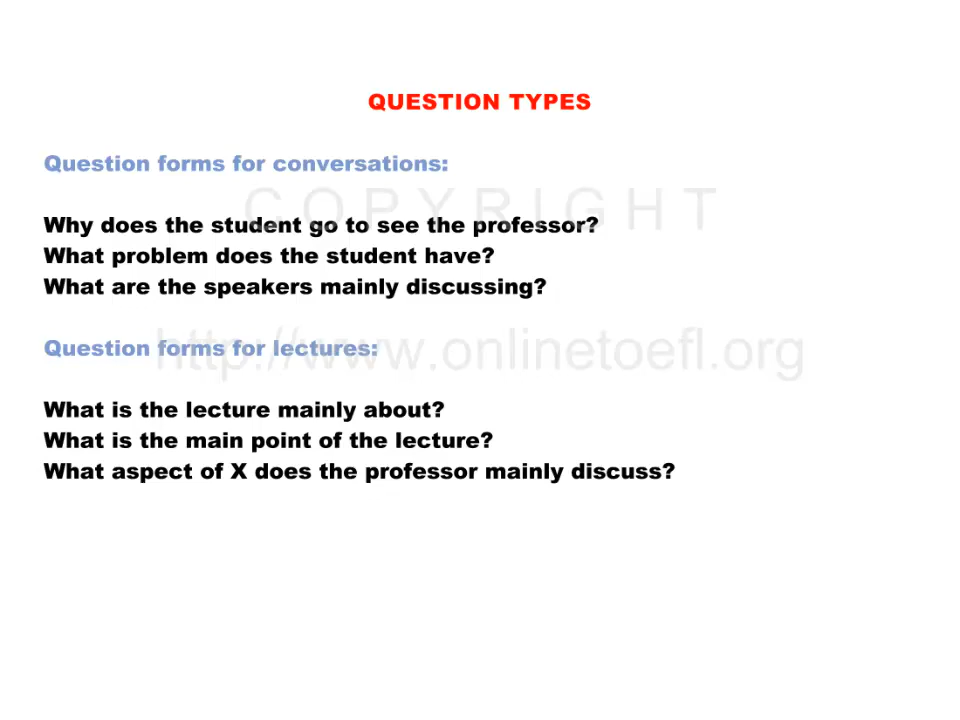 QUESTION TYPES
Question forms for conversations:
COPYRIGHT
Why does the student go to see the professor?
What problem does the student have?
What are the speakers mainly discussing?
Question forms for lectures:
http://www.onlinetoefl.org
What is the lecture mainly about?
What is the main point of the lecture?
What aspect of X does the professor mainly discuss?